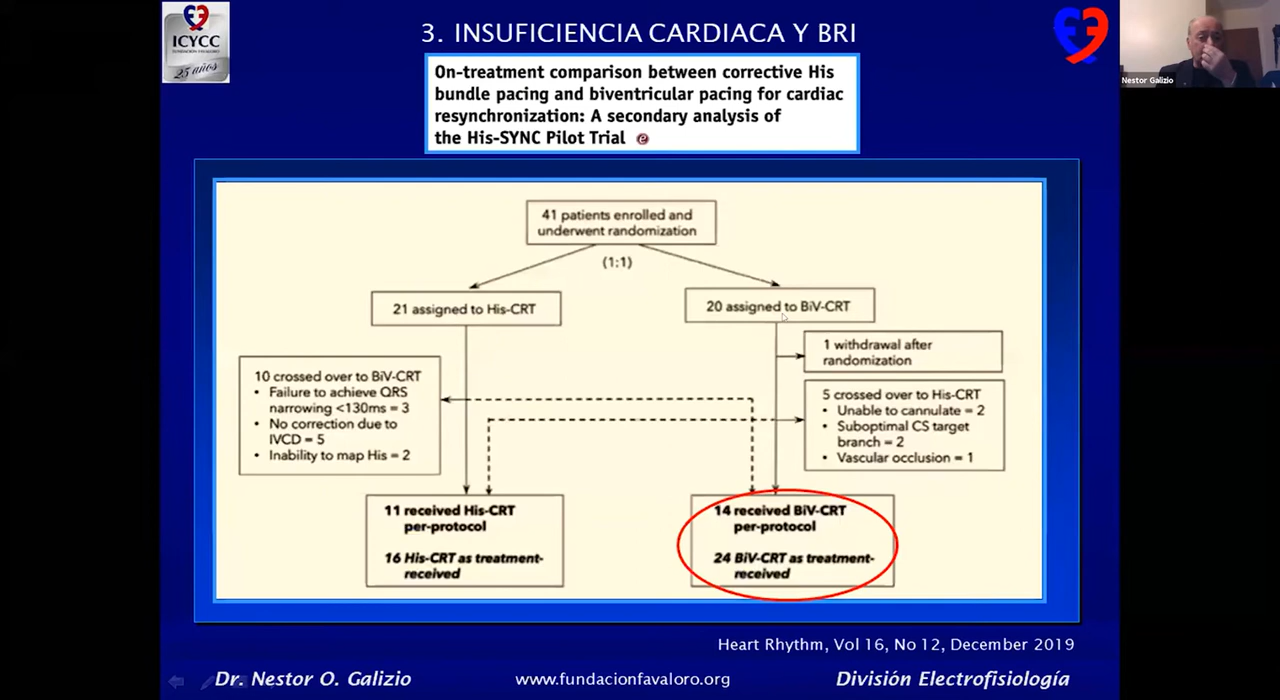 ICYCC
FUNDACION FAVALORO
25 años
3. INSUFICIENCIA CARDIACA Y BRI
Nestor Galizio
On-treatment comparison between corrective His
bundle pacing and biventricular pacing for cardiac
resynchronization: A secondary analysis of
the His-SYNC Pilot Trial e
41 patients enrolled and
underwent randomization
(1:1)
21 assigned to His-CRT
20 assigned to BiV-CRT
1 withdrawal after
randomization
10 crossed over to BiV-CRT
• Failure to achieve QRS
narrowing <130ms = 3
• No correction due to
IVCD = 5
• Inability to map His = 2
5 crossed over to His-CRT
• Unable to cannulate = 2
• Suboptimal CS target
branch = 2
• Vascular occlusion = 1
11 received His-CRT
per-protocol
16 His-CRT as treatment-
received
14 received BiV-CRT
per-protocol
24 BiV-CRT as treatment-
received
Heart Rhythm, Vol 16, No 12, December 2019
Dr. Nestor O. Galizio
www.fundacionfavaloro.org
División Electrofisiología